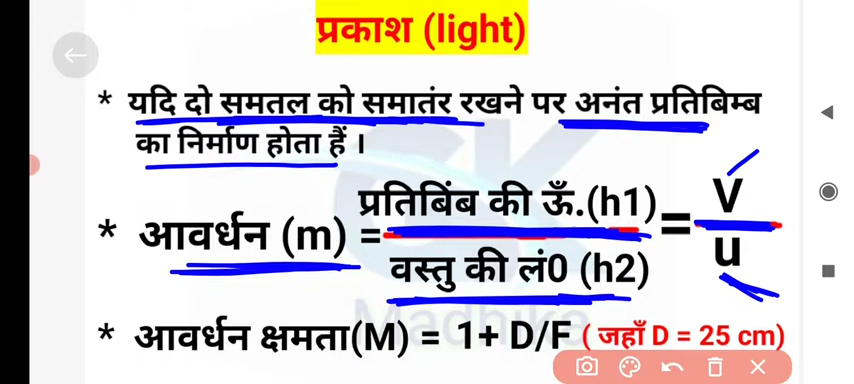 प्रकाश (light)
* यदि दो समतल को समातंर रखने पर अनंत प्रतिबिम्ब
का निर्माण होता हैं ।
* आवर्धन (m) = प्रतिबिंब की ऊँ.(h1) / वस्तु की लं0 (h2) = V / u
* आवर्धन क्षमता(M) = 1+ D/F ( जहाँ D = 25 cm)